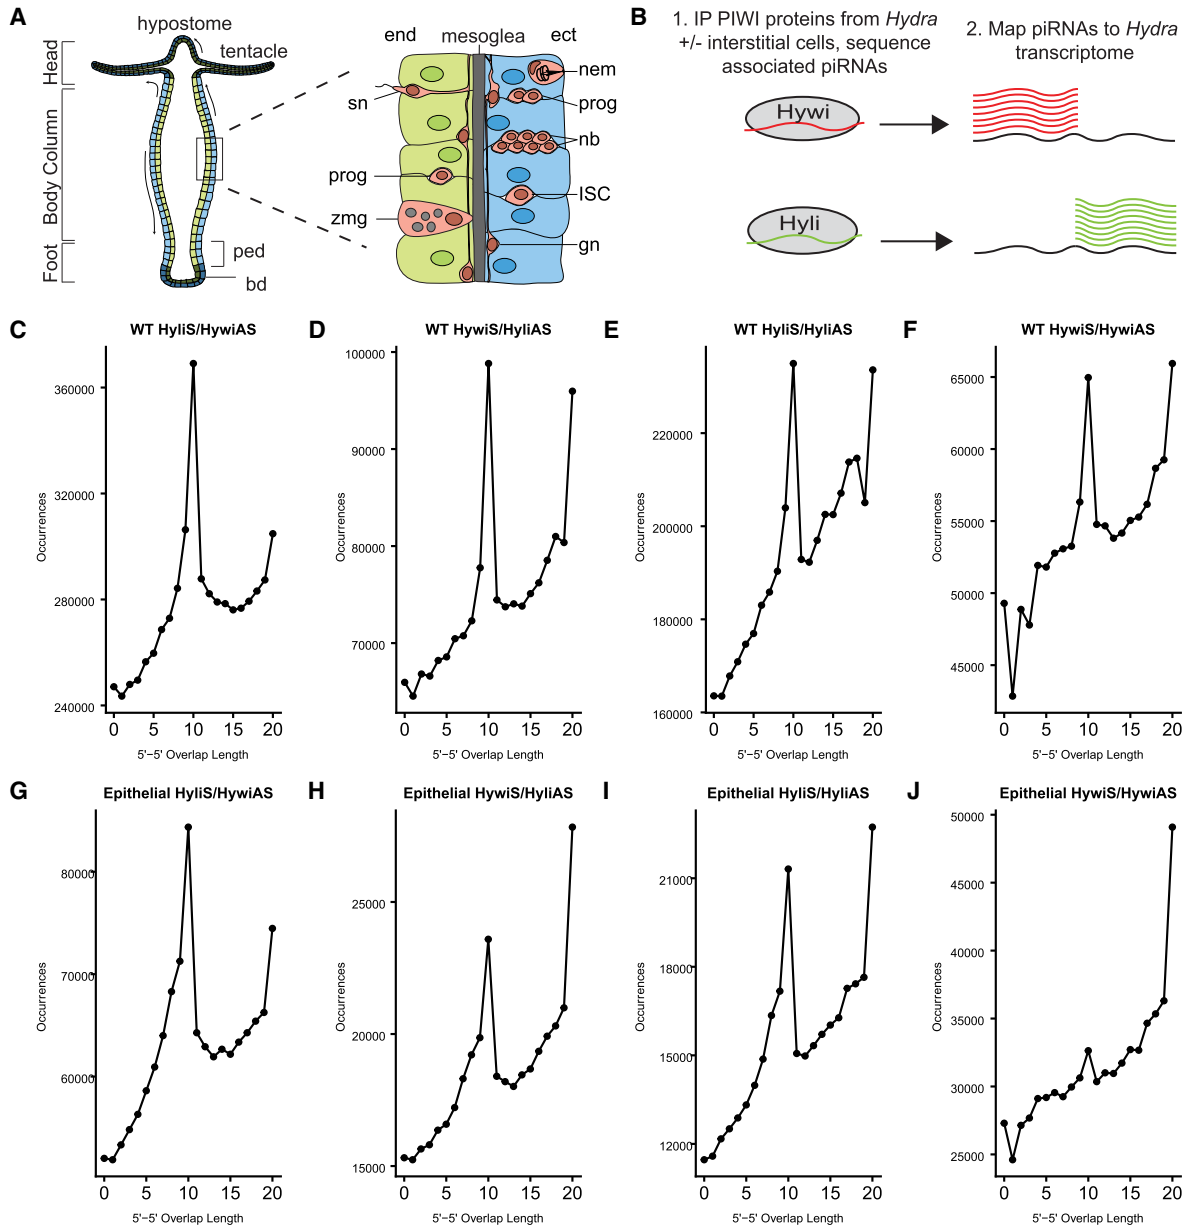 A
hypostome
tentacle
Head
Body Column
Foot
ped
bd
end
mesoglea
ect
sn
prog
zmg
nem
prog
nb
ISC
gn
B
1. IP PIWI proteins from Hydra
+/- interstitial cells, sequence
associated piRNAs
2. Map piRNAs to Hydra
transcriptome
Hywi
Hyli
C
WT HyliS/HywiAS
Occurrences
360000
320000
280000
240000
0 5 10 15 20
5'−5' Overlap Length
D
WT HywiS/HyliAS
Occurrences
100000
90000
80000
70000
0 5 10 15 20
5'−5' Overlap Length
E
WT HyliS/HyliAS
Occurrences
220000
200000
180000
160000
0 5 10 15 20
5'−5' Overlap Length
F
WT HywiS/HywiAS
Occurrences
65000
60000
55000
50000
45000
0 5 10 15 20
5'−5' Overlap Length
G
Epithelial HyliS/HywiAS
Occurrences
80000
70000
60000
0 5 10 15 20
5'−5' Overlap Length
H
Epithelial HywiS/HyliAS
Occurrences
25000
20000
15000
0 5 10 15 20
5'−5' Overlap Length
I
Epithelial HyliS/HyliAS
Occurrences
21000
18000
15000
12000
0 5 10 15 20
5'−5' Overlap Length
J
Epithelial HywiS/HywiAS
Occurrences
50000
45000
40000
35000
30000
25000
0 5 10 15 20
5'−5' Overlap Length